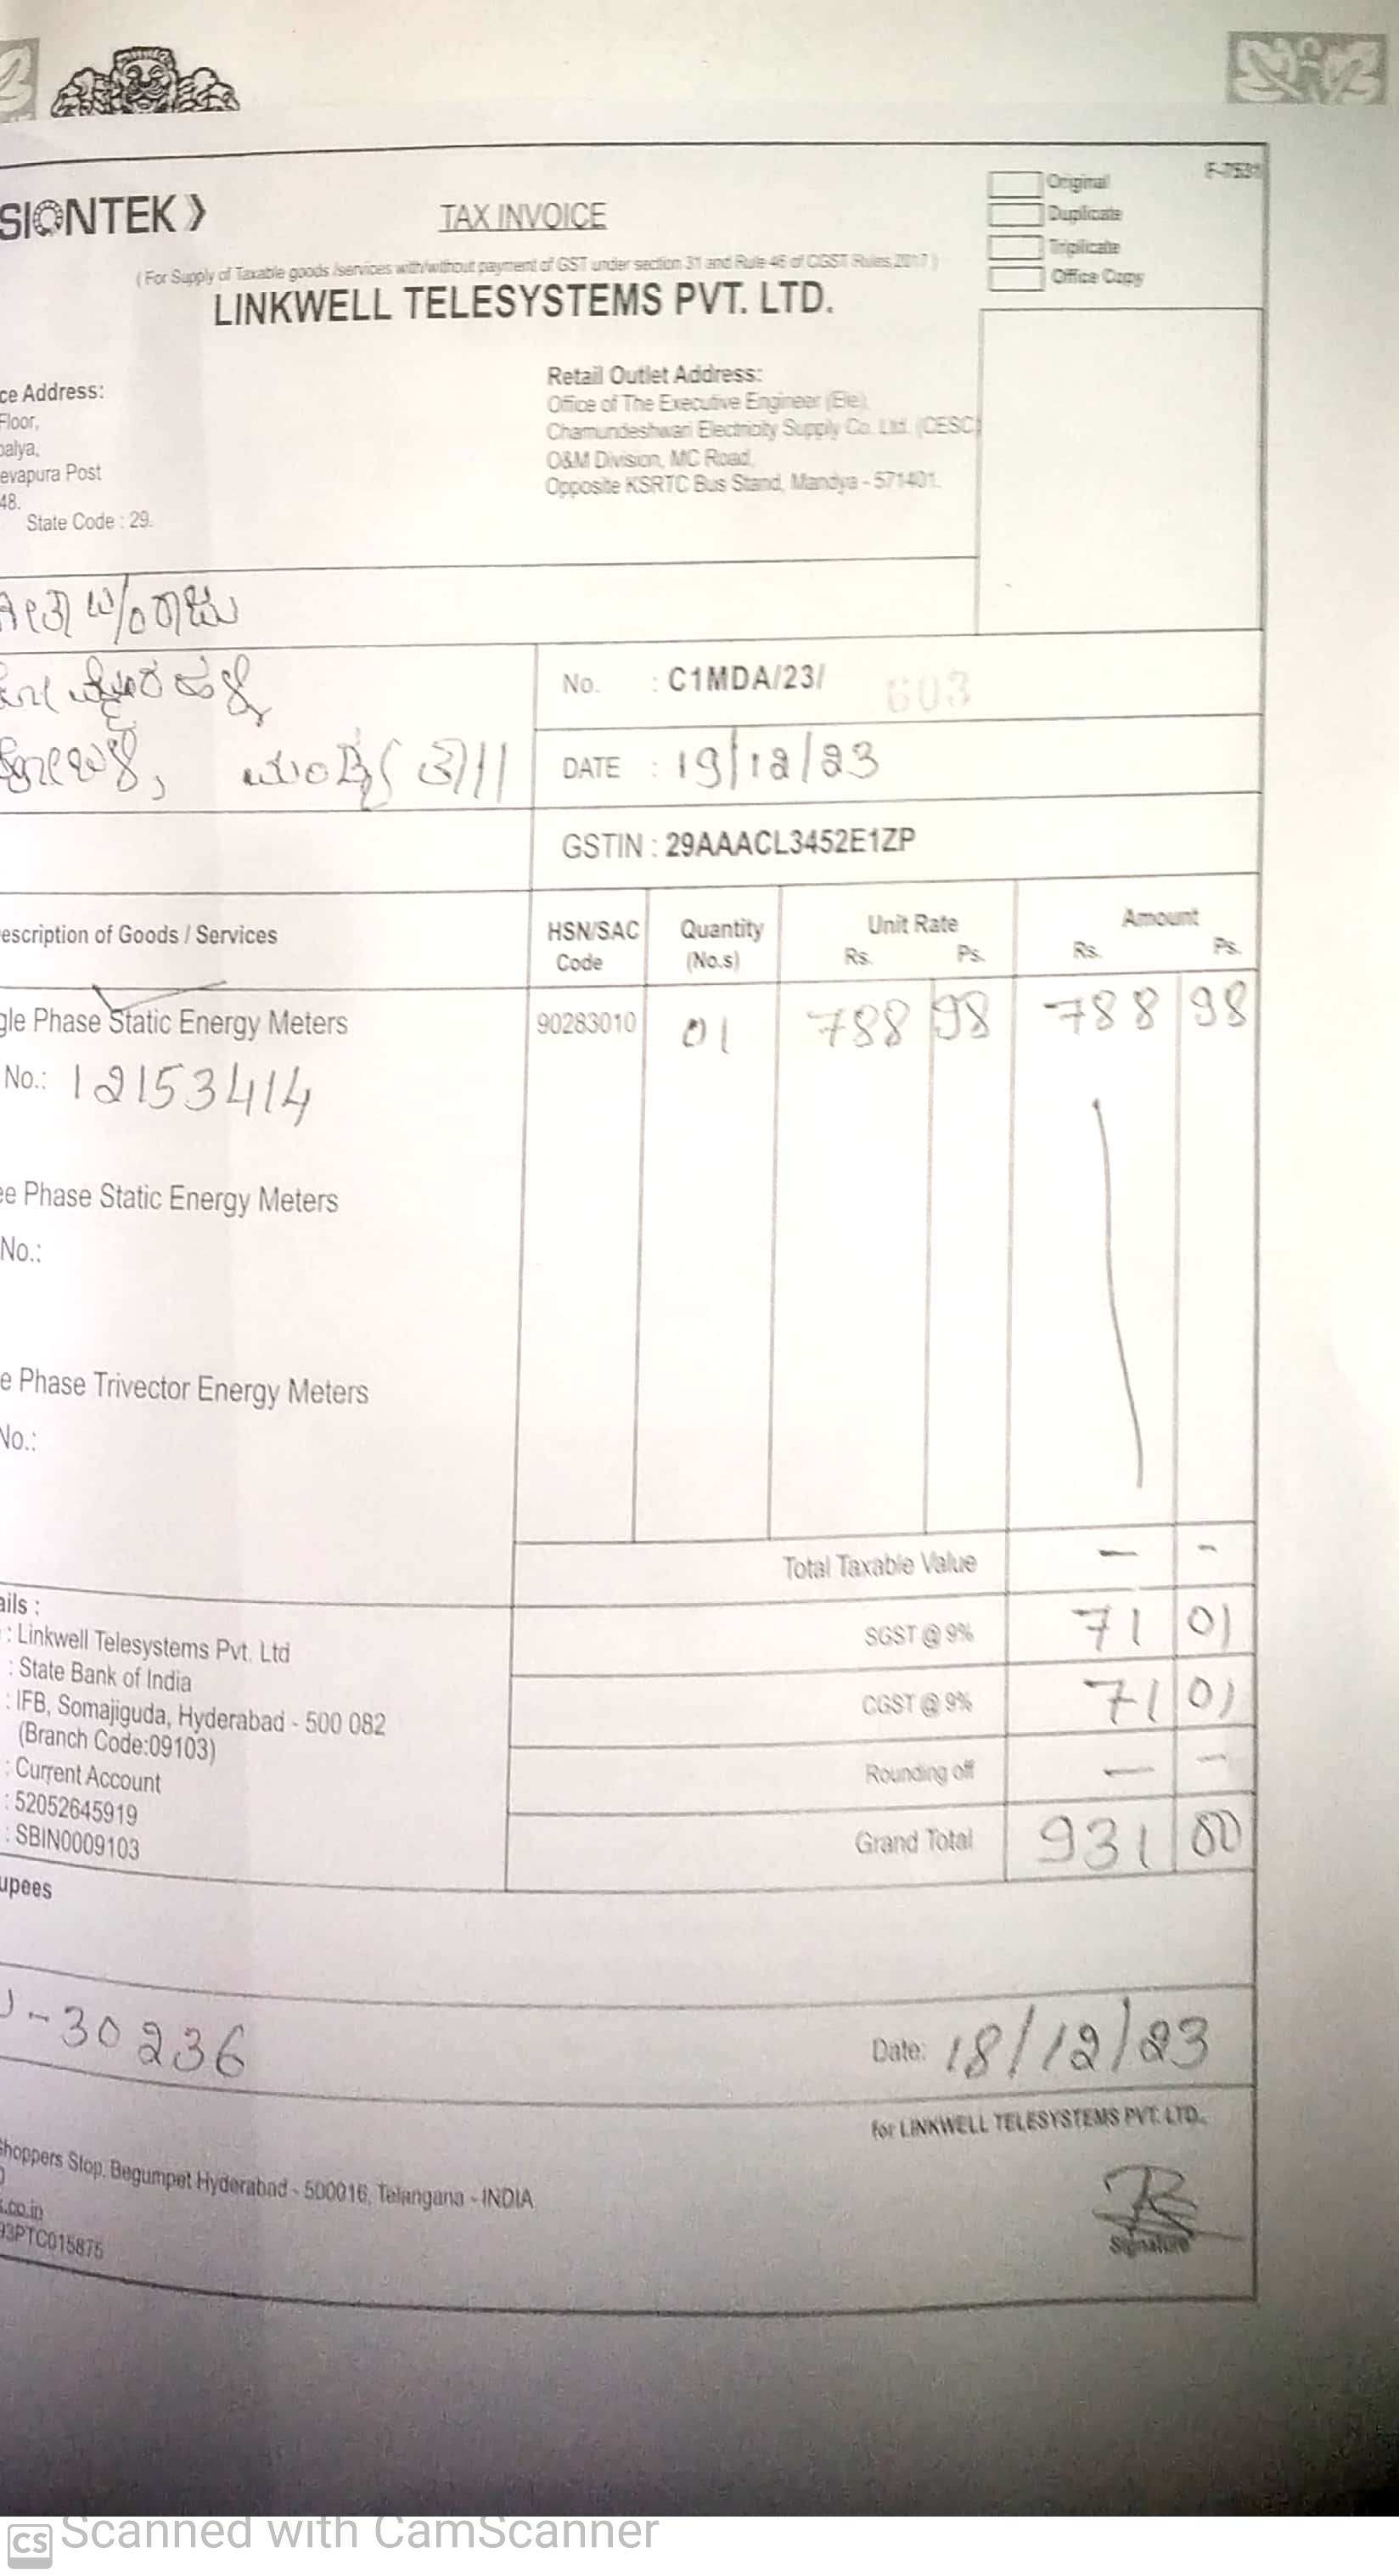 SIONTEK
TAX INVOICE
Original
Duplicate
Triplicate
Office Copy
F-7531
(For Supply of Taxable goods /services with/without payment of GST under section 31 and Rule 46 of CGST Rules, 2017)
LINKWELL TELESYSTEMS PVT. LTD.
ce Address:
Floor,
palya,
evapura Post
48.
State Code : 29.
Retail Outlet Address:
Office of The Executive Engineer (Ele)
Chamundeshwari Electricity Supply Co. Ltd. (CESC)
O&M Division, MC Road,
Opposite KSRTC Bus Stand, Mandya - 571401.
No. : C1MDA/23/ 603
DATE : 19/12/23
GSTIN : 29AAACL3452E1ZP
escription of Goods / Services HSN/SAC Code Quantity (No.s) Unit Rate Rs. Ps. Amount Rs. Ps.
gle Phase Static Energy Meters 90283010 01 788 98 788 98
No.: 12153414
ee Phase Static Energy Meters
No.:
e Phase Trivector Energy Meters
No.:
Total Taxable Value — -
SGST @ 9% 71 01
CGST @ 9% 71 01
Rounding off — -
Grand Total 931 00
ails :
: Linkwell Telesystems Pvt. Ltd
: State Bank of India
: IFB, Somajiguda, Hyderabad - 500 082
(Branch Code:09103)
: Current Account
: 52052645919
: SBIN0009103
upees
-30236
Date: 18/12/23
for LINKWELL TELESYSTEMS PVT. LTD.,
Shoppers Stop, Begumpet Hyderabad - 500016, Telangana - INDIA
.co.in
93PTC015875
Signature
CS Scanned with CamScanner